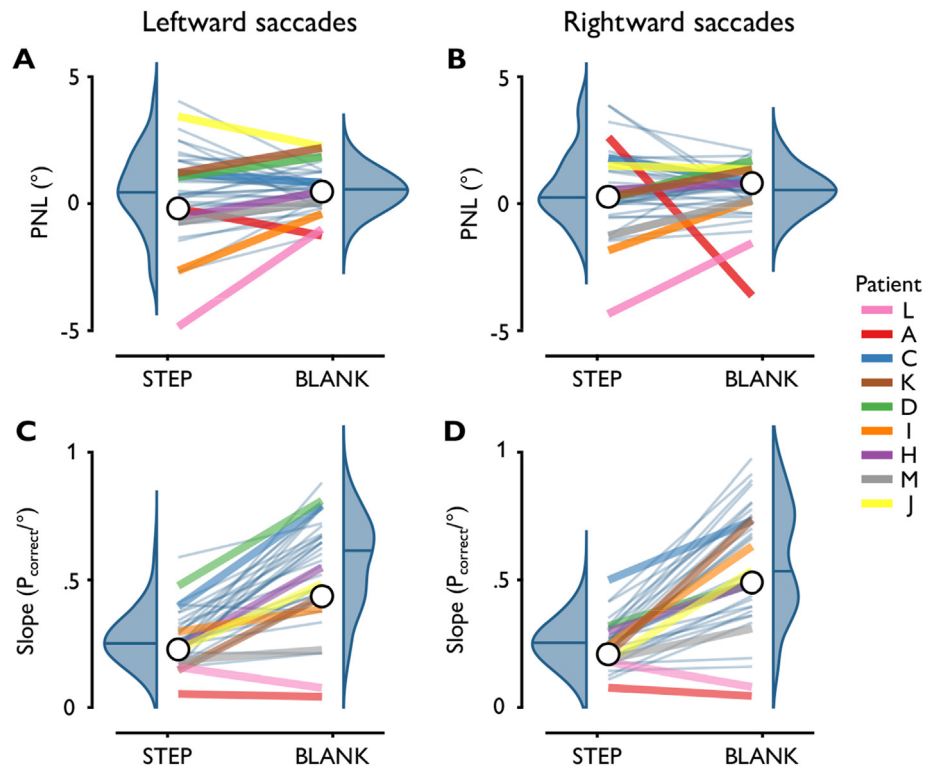 Leftward saccades
Rightward saccades
A
B
5
0
-5
PNL (°)
5
0
-5
PNL (°)
STEP
BLANK
STEP
BLANK
Patient
L
A
C
K
D
I
H
M
J
C
D
1
.5
0
Slope (Pcorrect/°)
1
.5
0
Slope (Pcorrect/°)
STEP
BLANK
STEP
BLANK